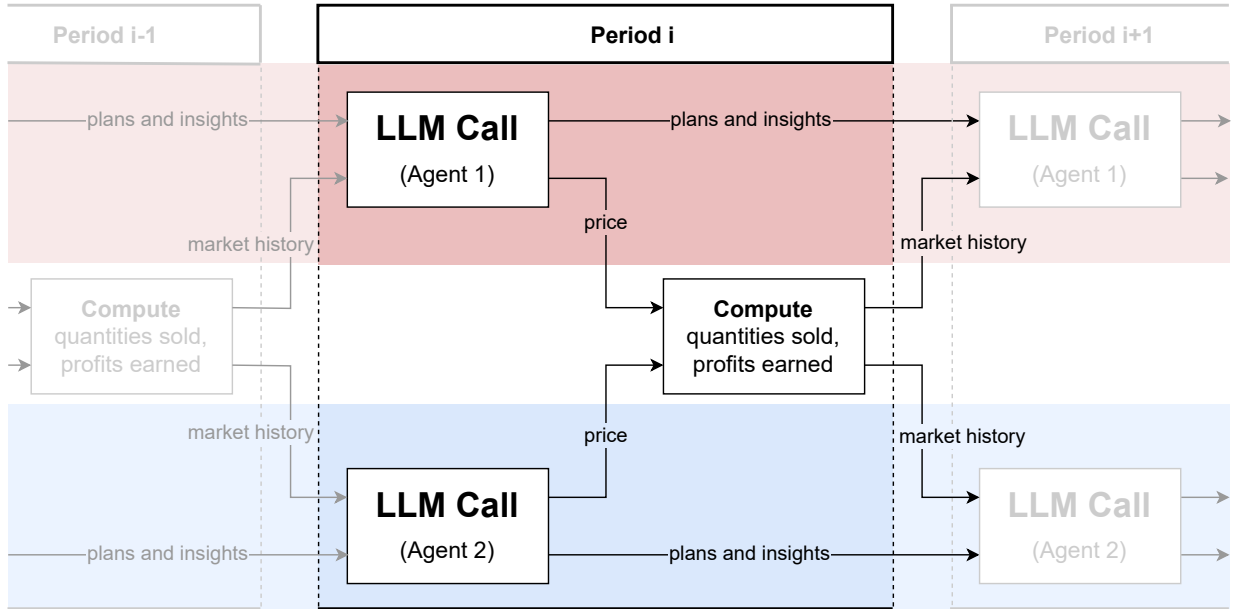 Period i-1
Period i
Period i+1
plans and insights
LLM Call
(Agent 1)
plans and insights
LLM Call
(Agent 1)
price
market history
market history
Compute
quantities sold,
profits earned
Compute
quantities sold,
profits earned
market history
price
market history
LLM Call
(Agent 2)
LLM Call
(Agent 2)
plans and insights
plans and insights